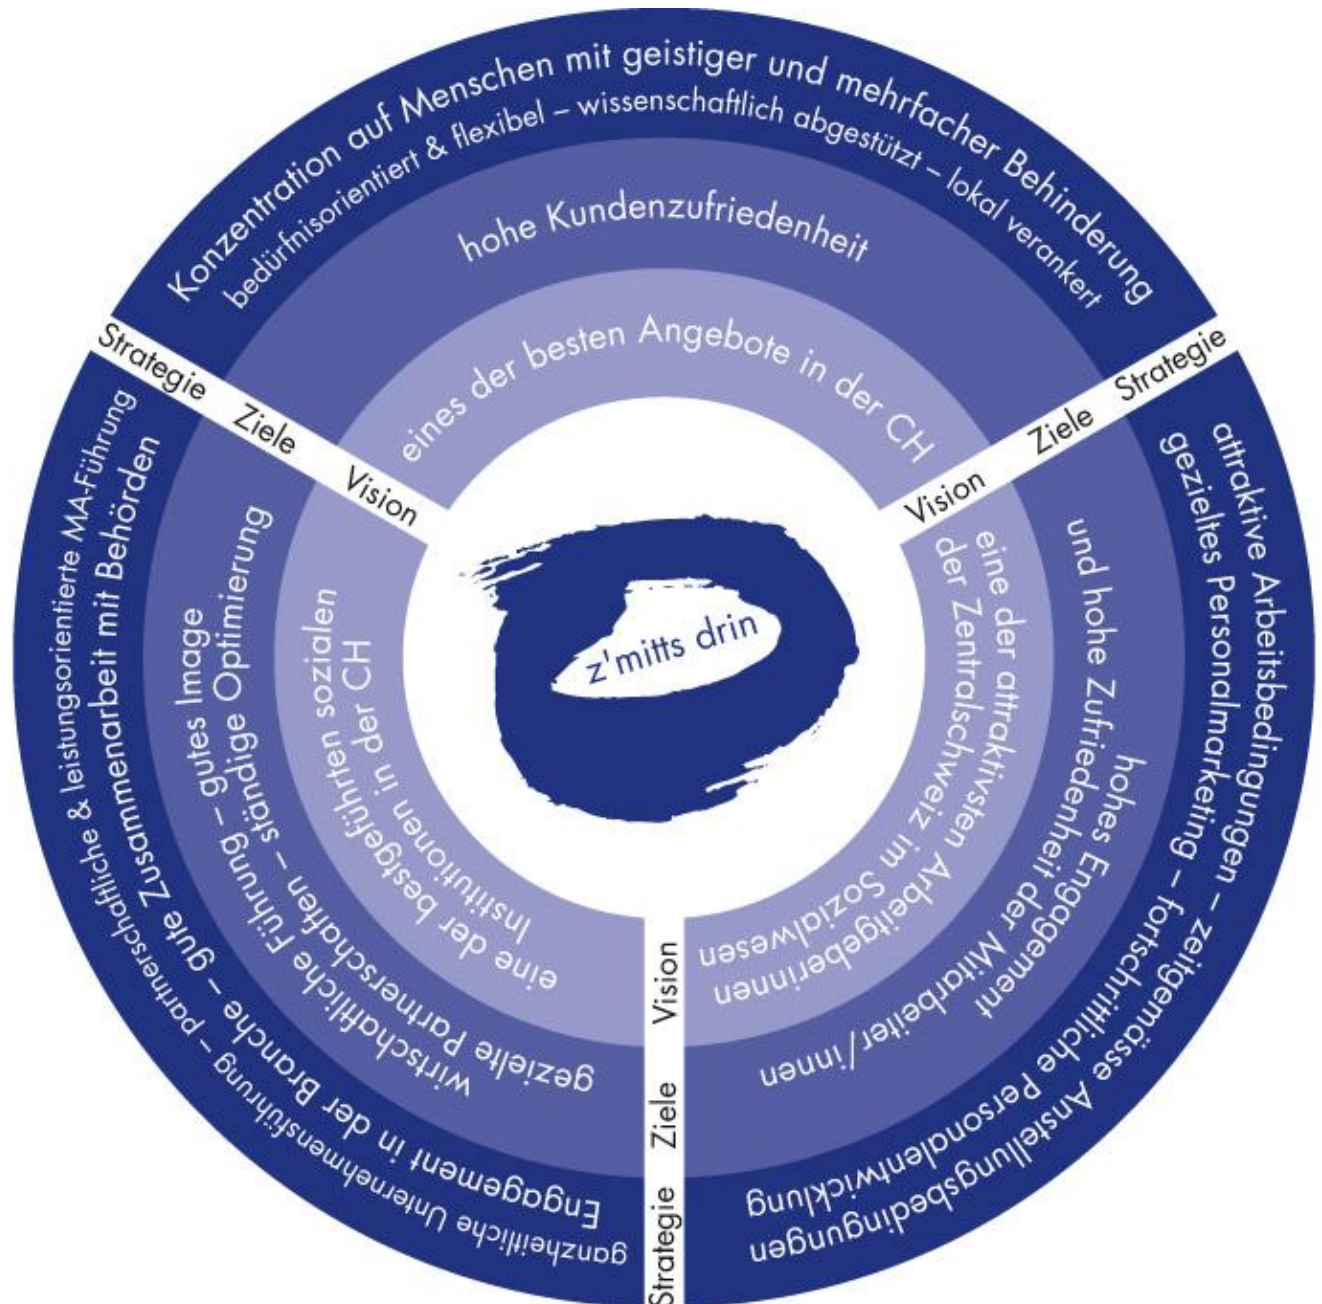 Konzentration auf Menschen mit geistiger und mehrfacher Behinderung
bedürfnisorientiert & flexibel – wissenschaftlich abgestützt – lokal verankert
hohe Kundenzufriedenheit
eines der besten Angebote in der CH
Strategie Ziele Vision
Vision Ziele Strategie
attraktive Arbeitsbedingungen – zeitgemässe Anstellungsbedingungen
gezieltes Personalmarketing – fortschrittliche Personalentwicklung
hohes Engagement
und hohe Zufriedenheit der Mitarbeiter/innen
eine der attraktivsten Arbeitgeberinnen
der Zentralschweiz im Sozialwesen
z'mitts drin
Strategie Ziele Vision
ganzheitliche Unternehmensführung – partnerschaftliche & leistungsorientierte MA-Führung
Engagement in der Branche – gute Zusammenarbeit mit Behörden
wirtschaftliche Führung – gutes Image
gezielte Partnerschaften – ständige Optimierung
eine der bestgeführten sozialen
Institutionen in der CH